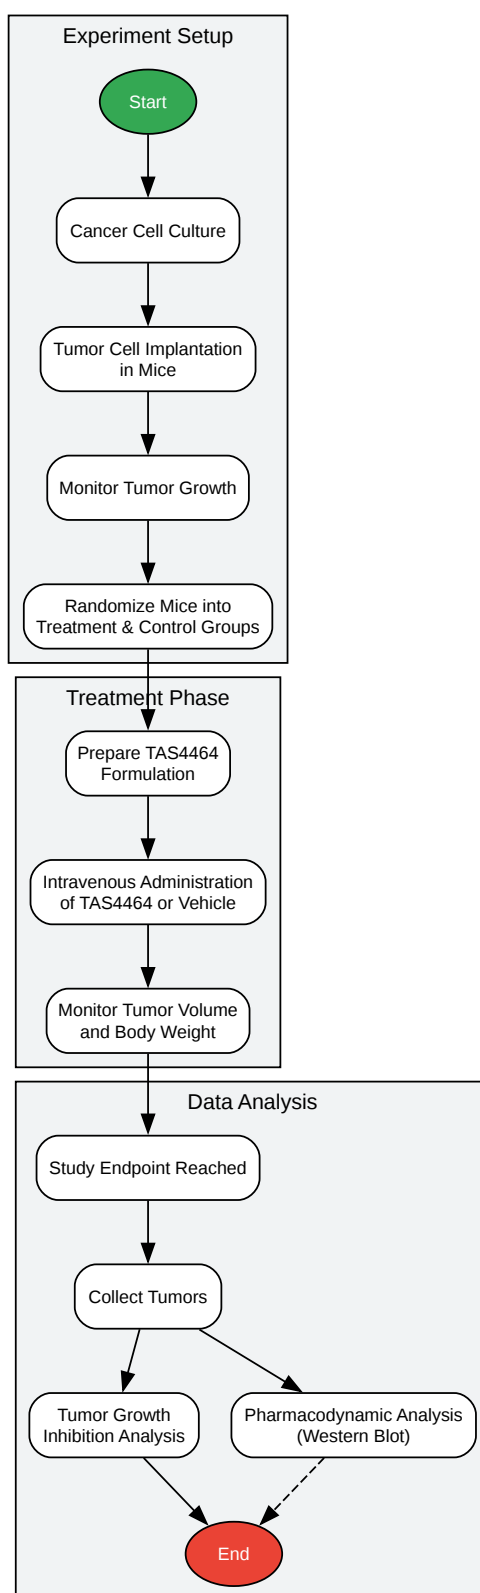 Experiment Setup
Start
Cancer Cell Culture
Tumor Cell Implantation
in Mice
Monitor Tumor Growth
Randomize Mice into
Treatment & Control Groups
Treatment Phase
Prepare TAS4464
Formulation
Intravenous Administration
of TAS4464 or Vehicle
Monitor Tumor Volume
and Body Weight
Data Analysis
Study Endpoint Reached
Collect Tumors
Tumor Growth
Inhibition Analysis
Pharmacodynamic Analysis
(Western Blot)
End